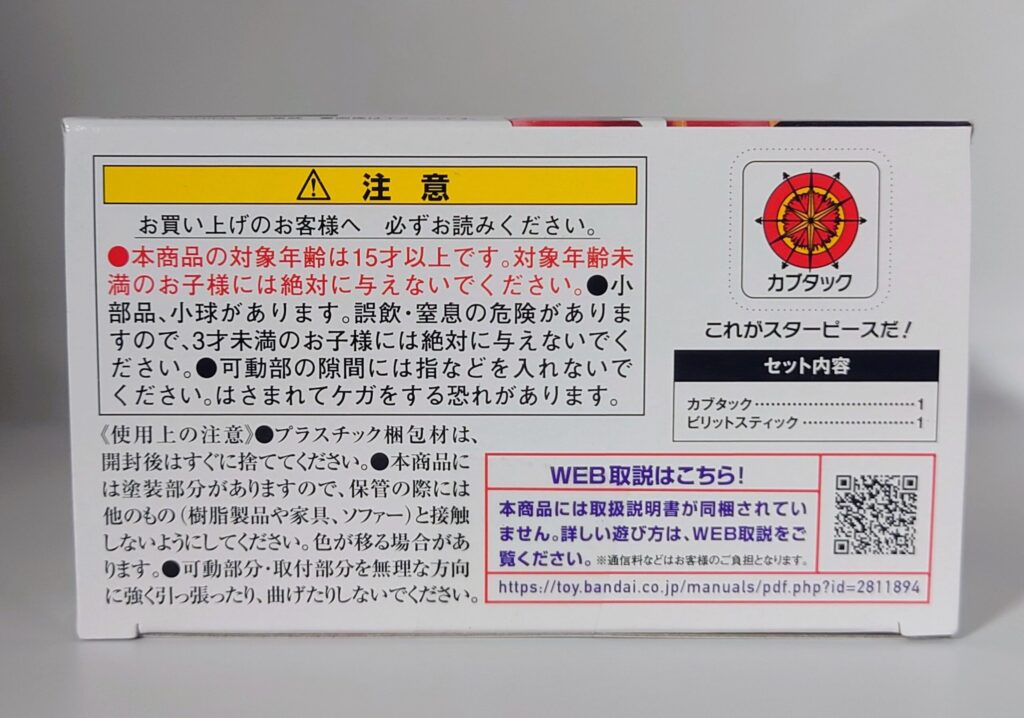 注意
お買い上げのお客様へ 必ずお読みください。
●本商品の対象年齢は15才以上です。対象年齢未
満のお子様には絶対に与えないでください。●小
部品、小球があります。誤飲・窒息の危険がありま
すので、3才未満のお子様には絶対に与えないでく
ださい。●可動部の隙間には指などを入れないで
ください。はさまれてケガをする恐れがあります。
《使用上の注意》●プラスチック梱包材は、
開封後はすぐに捨ててください。●本商品に
は塗装部分がありますので、保管の際には
他のもの(樹脂製品や家具、ソファー)と接触
しないようにしてください。色が移る場合があ
ります。●可動部分・取付部分を無理な方向
に強く引っ張ったり、曲げたりしないでください。
カブタック
これがスターピースだ!
セット内容
カブタック………………………1
ビリットスティック………………1
WEB取説はこちら!
本商品には取扱説明書が同梱されてい
ません。詳しい遊び方は、WEB取説をご
覧ください。※通信料などはお客様のご負担となります。
https://toy.bandai.co.jp/manuals/pdf.php?id=2811894